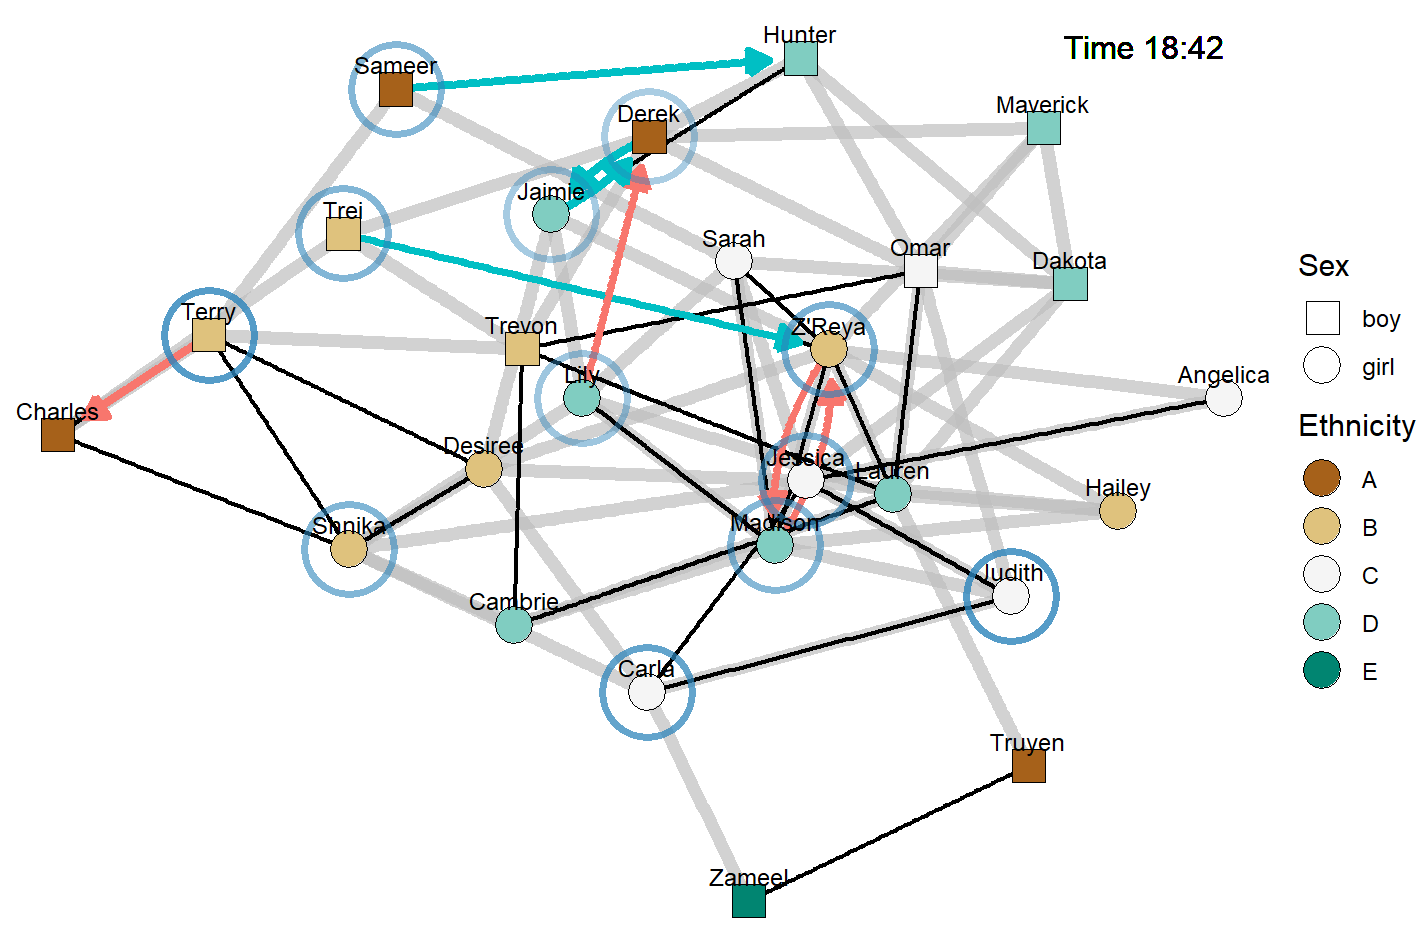 Hunter
Time 18:42
Sameer
Maverick
Derek
Jaimie
Trei
Sarah
Omar
Dakota
Sex
Terry
Trevon
Z'Reya
boy
girl
Lily
Angelica
Charles
Ethnicity
Desiree
Jessica
Lauren
A
Hailey
Shnika
Madison
B
Judith
C
Cambrie
D
Carla
E
Truyen
Zameel